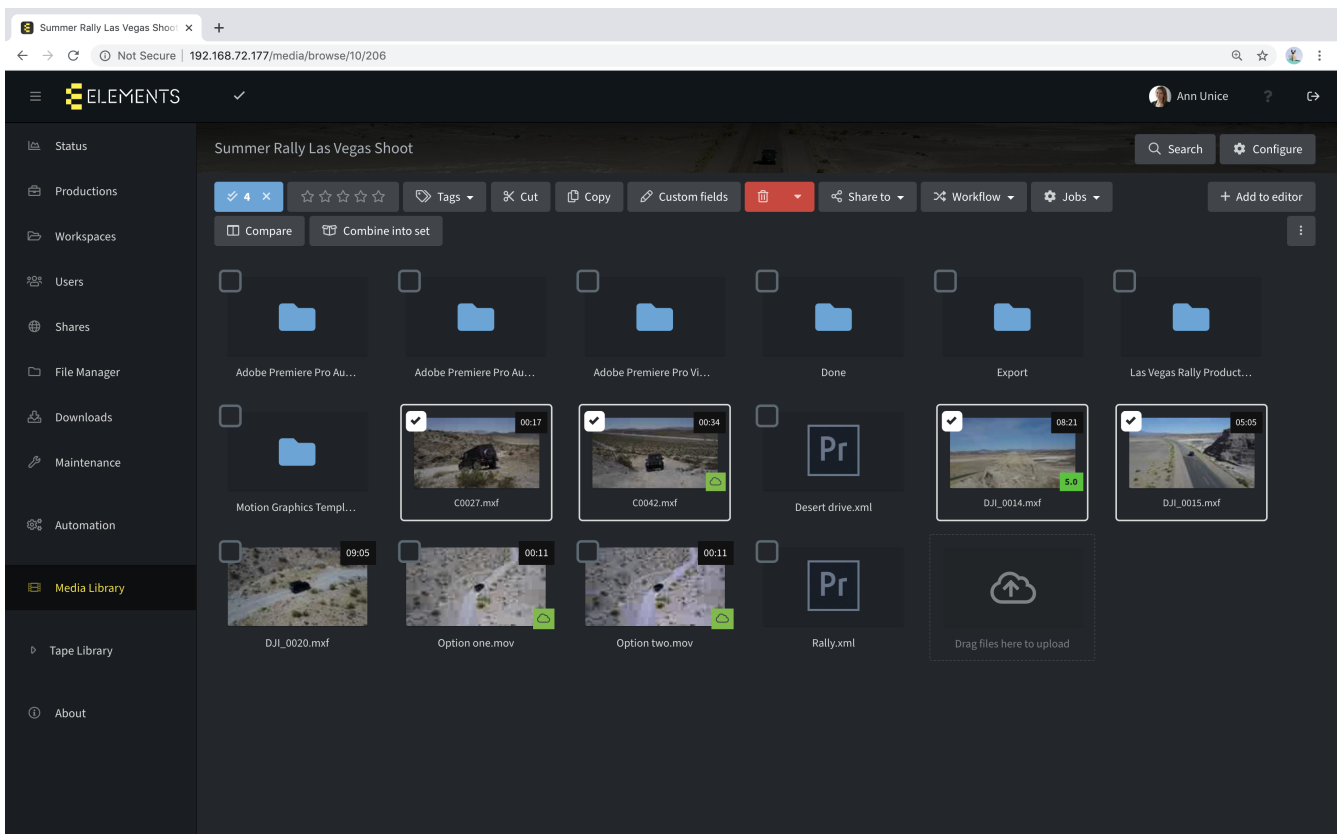 Summer Rally Las Vegas Shoot
Not Secure | 192.168.72.177/media/browse/10/206
ELEMENTS
Ann Unice
?
Status
Productions
Workspaces
Users
Shares
File Manager
Downloads
Maintenance
Automation
Media Library
Tape Library
About
Summer Rally Las Vegas Shoot
Search
Configure
4
Tags
Cut
Copy
Custom fields
Share to
Workflow
Jobs
+ Add to editor
Compare
Combine into set
Adobe Premiere Pro Au...
Adobe Premiere Pro Au...
Adobe Premiere Pro Vi...
Done
Export
Las Vegas Rally Product...
Motion Graphics Templ...
00:17
C0027.mxf
00:34
C0042.mxf
Pr
Desert drive.xml
08:21
5.0
DJI_0014.mxf
05:05
DJI_0015.mxf
09:05
DJI_0020.mxf
00:11
Option one.mov
00:11
Option two.mov
Pr
Rally.xml
Drag files here to upload